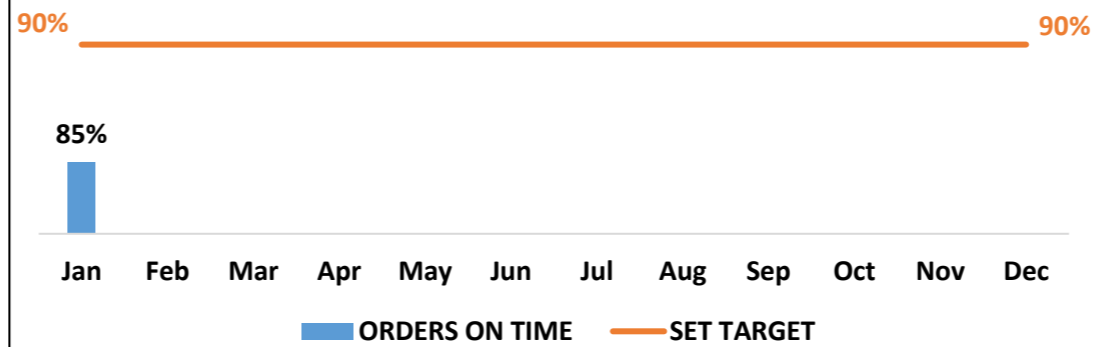 90%
90%
85%
Jan Feb Mar Apr May Jun Jul Aug Sep Oct Nov Dec
ORDERS ON TIME SET TARGET